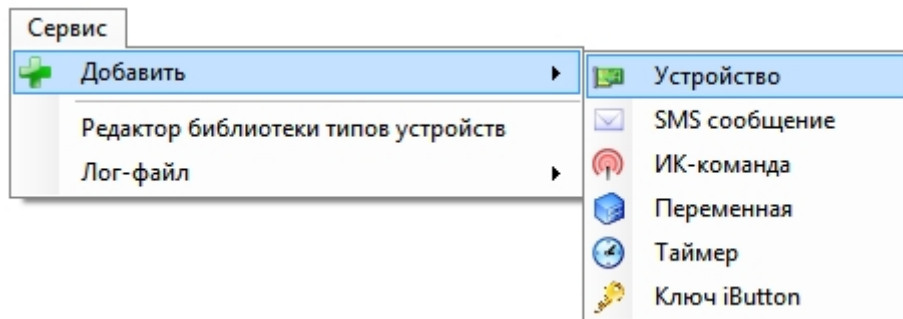 Сервис
Добавить
Редактор библиотеки типов устройств
Лог-файл
Устройство
SMS сообщение
ИК-команда
Переменная
Таймер
Ключ iButton